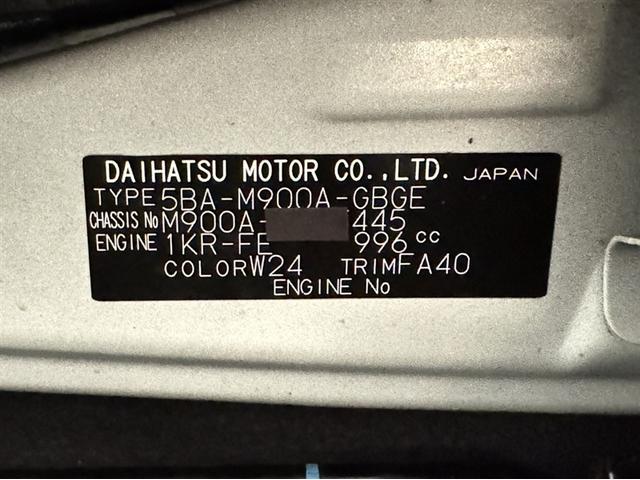 DAIHATSU MOTOR CO.,LTD. JAPAN
TYPE 5BA-M900A-GBGE
CHASSIS No M900A- 445
ENGINE 1KR-FE 996 cc
COLOR W24 TRIM FA40
ENGINE No